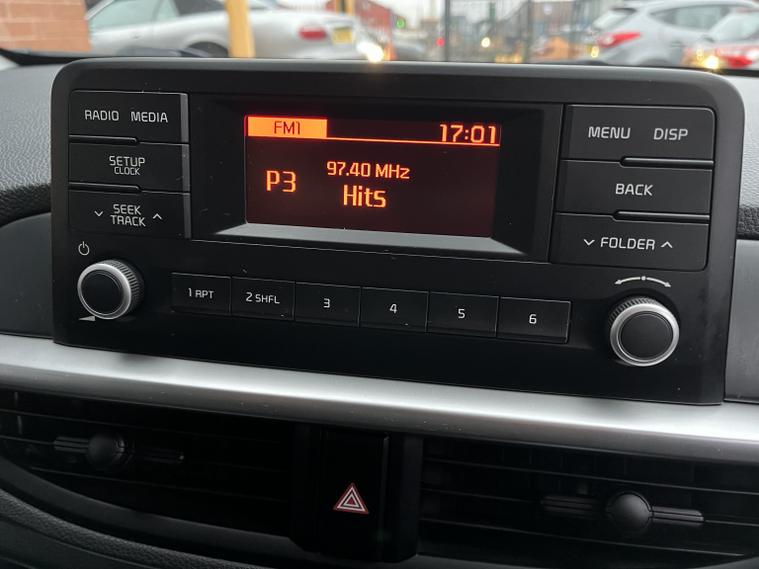 RADIO MEDIA
SETUP
CLOCK
SEEK
TRACK
FM1
17:01
P3
97.40 MHz
Hits
MENU DISP
BACK
FOLDER
1 RPT
2 SHFL
3
4
5
6